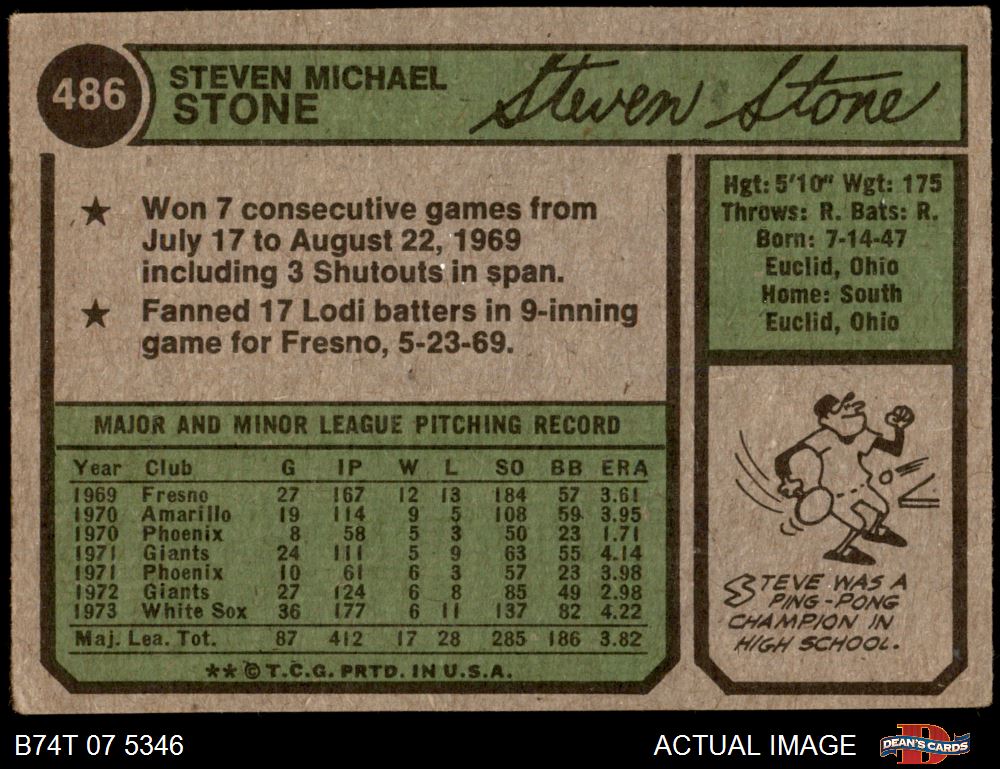 486
STEVEN MICHAEL
STONE
Steven Stone
★ Won 7 consecutive games from
July 17 to August 22, 1969
including 3 Shutouts in span.
★ Fanned 17 Lodi batters in 9-inning
game for Fresno, 5-23-69.
Hgt: 5'10" Wgt: 175
Throws: R. Bats: R.
Born: 7-14-47
Euclid, Ohio
Home: South
Euclid, Ohio
MAJOR AND MINOR LEAGUE PITCHING RECORD
Year Club G IP W L SO BB ERA
1969 Fresno 27 167 12 13 184 57 3.61
1970 Amarillo 19 114 9 5 108 59 3.95
1970 Phoenix 8 58 5 3 50 23 1.71
1971 Giants 24 111 5 9 63 55 4.14
1971 Phoenix 10 61 6 3 57 23 3.98
1972 Giants 27 124 6 8 85 49 2.98
1973 White Sox 36 177 6 11 137 82 4.22
Maj. Lea. Tot. 87 412 17 28 285 186 3.82
** © T.C.G. PRTD. IN U.S.A.
STEVE WAS A
PING-PONG
CHAMPION IN
HIGH SCHOOL.
B74T 07 5346
ACTUAL IMAGE
DEAN'S CARDS